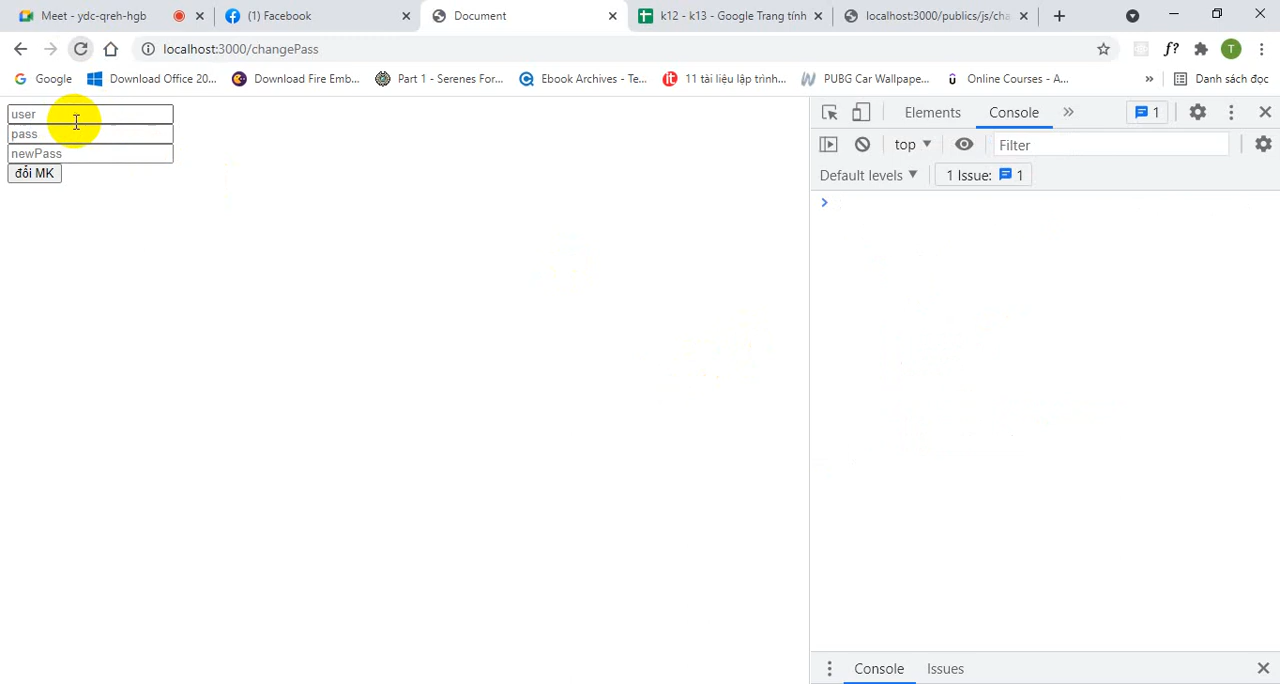 Meet - ydc-qreh-hgb
(1) Facebook
Document
k12 - k13 - Google Trang tính
localhost:3000/publics/js/cha
localhost:3000/changePass
f?
T
Google
Download Office 20...
Download Fire Emb...
Part 1 - Serenes For...
Ebook Archives - Te...
11 tài liệu lập trình...
PUBG Car Wallpape...
Online Courses - A...
»
Danh sách đọc
user
pass
newPass
đổi MK
Elements
Console
»
1
top
Filter
Default levels
1 Issue:
1
Console
Issues